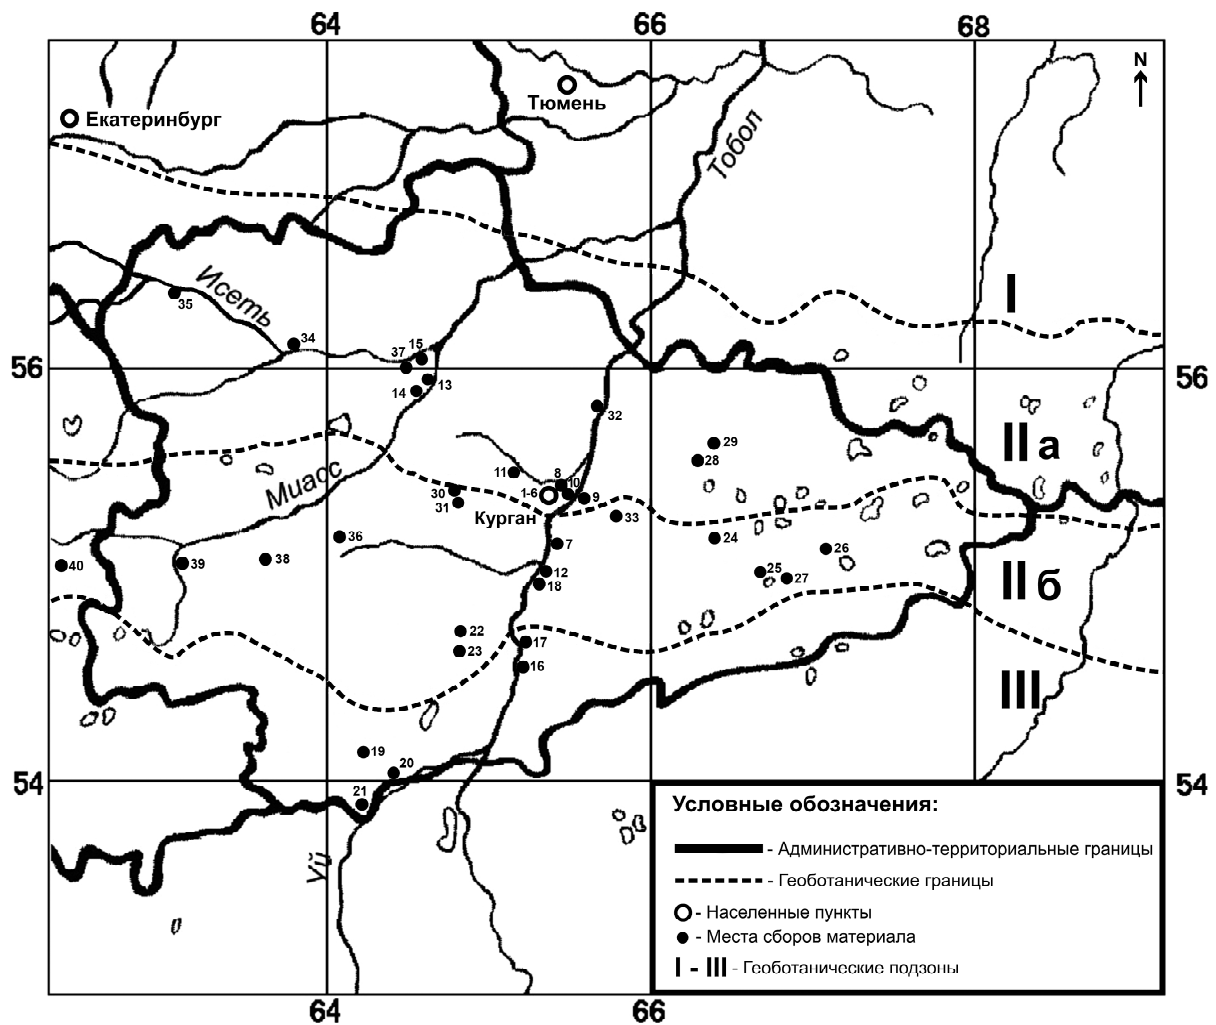 64
66
68
N
Тюмень
Екатеринбург
Тобол
Исеть
35
I
34
15
37
56
56
13
14
32
29
II а
28
11
8
10
30
1-6
9
31
Курган
33
Миасс
36
24
7
26
38
39
40
12
25
27
18
II б
22
17
23
16
III
19
20
54
54
21
Уй
Условные обозначения:
- Административно-территориальные границы
- Геоботанические границы
- Населенные пункты
- Места сборов материала
I - III - Геоботанические подзоны
64
66